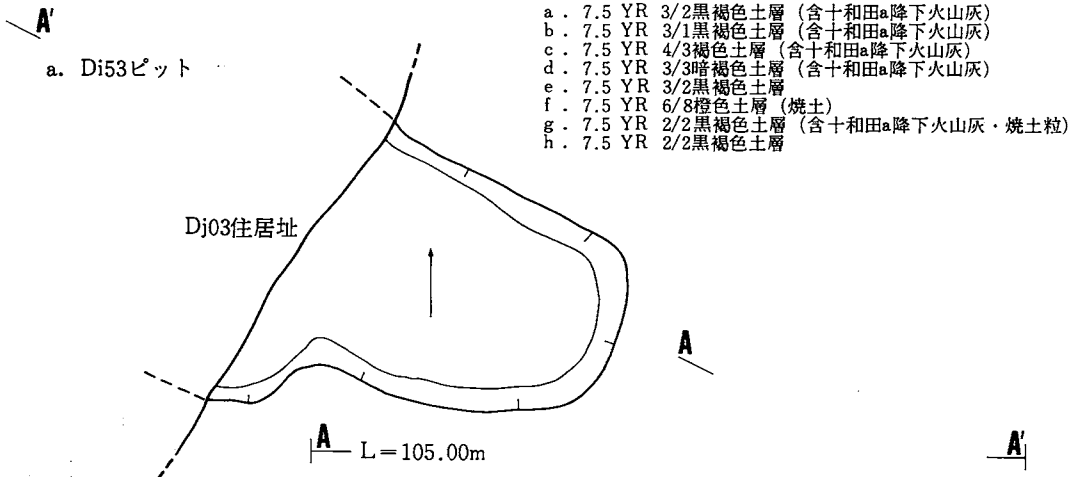 A'
a. Di53ピット
a. 7.5 YR 3/2黒褐色土層 (含十和田a降下火山灰)
b. 7.5 YR 3/1黒褐色土層 (含十和田a降下火山灰)
c. 7.5 YR 4/3褐色土層 (含十和田a降下火山灰)
d. 7.5 YR 3/3暗褐色土層 (含十和田a降下火山灰)
e. 7.5 YR 3/2黒褐色土層
f. 7.5 YR 6/8橙色土層 (焼土)
g. 7.5 YR 2/2黒褐色土層 (含十和田a降下火山灰・焼土粒)
h. 7.5 YR 2/2黒褐色土層
Dj03住居址
A
A L=105.00m
A'